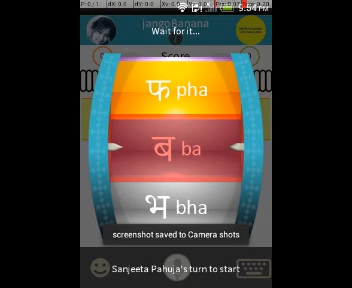 jangoBanana
Wait for it...
Score
फ pha
ब ba
भ bha
screenshot saved to Camera shots
Sanjeeta Pahuja's turn to start